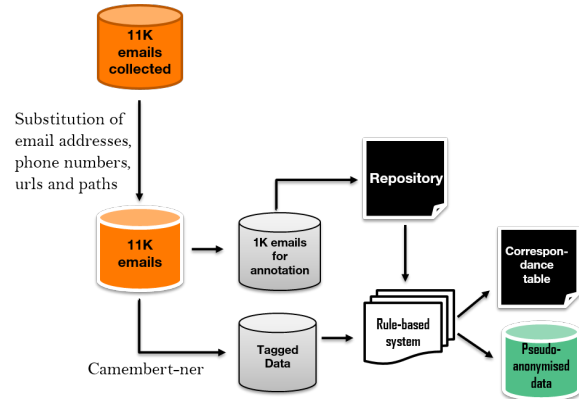 11K
emails
collected
Substitution of
email addresses,
phone numbers,
urls and paths
Repository
11K
emails
1K emails
for
annotation
Correspon-
dance
table
Rule-based
system
Tagged
Data
Pseudo-
anonymised
data
Camembert-ner